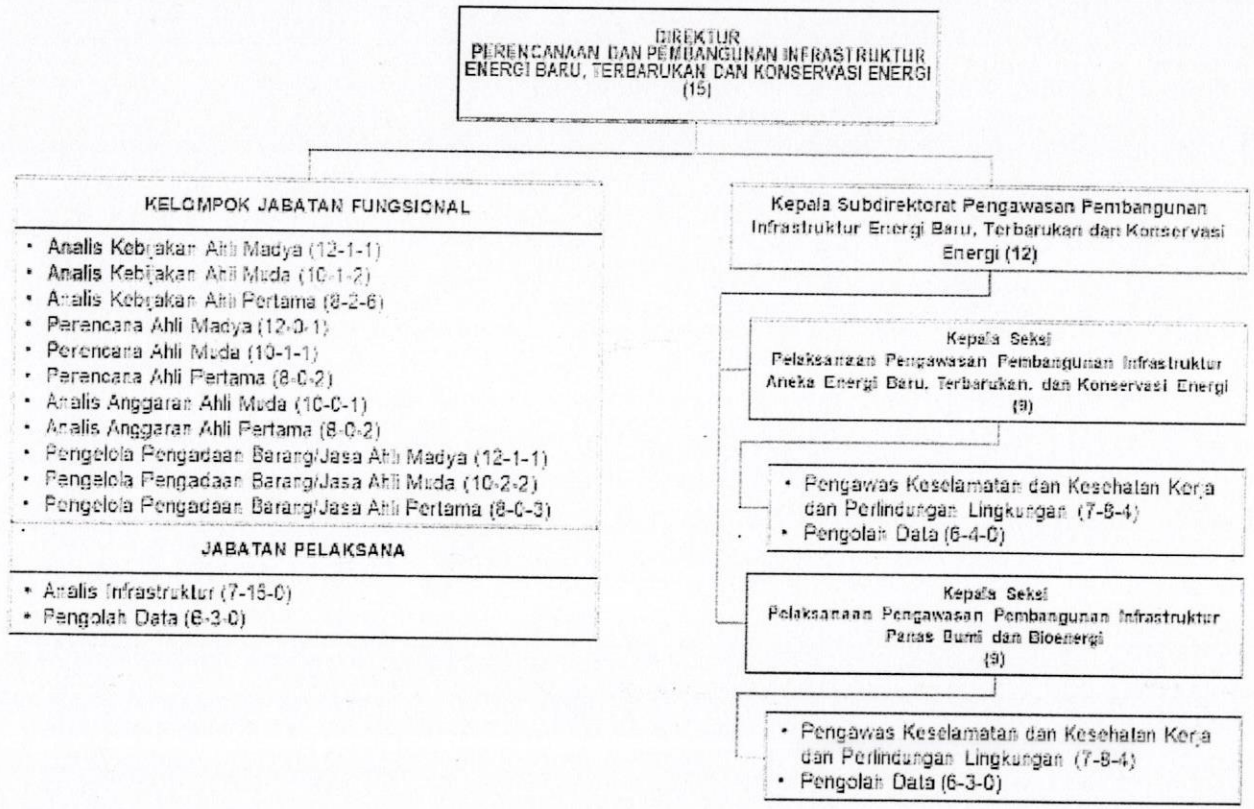 DIREKTUR
PERENCANAAN DAN PEMBANGUNAN INFRASTRUKTUR
ENERGI BARU, TERBARUKAN DAN KONSERVASI ENERGI
(15)
KELOMPOK JABATAN FUNGSIONAL
• Analis Kebijakan Ahli Madya (12-1-1)
• Analis Kebijakan Ahli Muda (10-1-2)
• Analis Kebijakan Ahli Pertama (8-2-6)
• Perencana Ahli Madya (12-0-1)
• Perencana Ahli Muda (10-1-1)
• Perencana Ahli Pertama (8-0-2)
• Analis Anggaran Ahli Muda (10-0-1)
• Analis Anggaran Ahli Pertama (8-0-2)
• Pengelola Pengadaan Barang/Jasa Ahli Madya (12-1-1)
• Pengelola Pengadaan Barang/Jasa Ahli Muda (10-2-2)
• Pengelola Pengadaan Barang/Jasa Ahli Pertama (8-0-3)
JABATAN PELAKSANA
• Analis Infrastruktur (7-16-0)
• Pengolah Data (6-3-0)
Kepala Subdirektorat Pengawasan Pembangunan
Infrastruktur Energi Baru, Terbarukan dan Konservasi
Energi (12)
Kepala Seksi
Pelaksanaan Pengawasan Pembangunan Infrastruktur
Aneka Energi Baru, Terbarukan, dan Konservasi Energi
(9)
• Pengawas Keselamatan dan Kesehatan Kerja
dan Perlindungan Lingkungan (7-8-4)
• Pengolah Data (6-4-0)
Kepala Seksi
Pelaksanaan Pengawasan Pembangunan Infrastruktur
Panas Bumi dan Bioenergi
(9)
• Pengawas Keselamatan dan Kesehatan Kerja
dan Perlindungan Lingkungan (7-8-4)
• Pengolah Data (6-3-0)